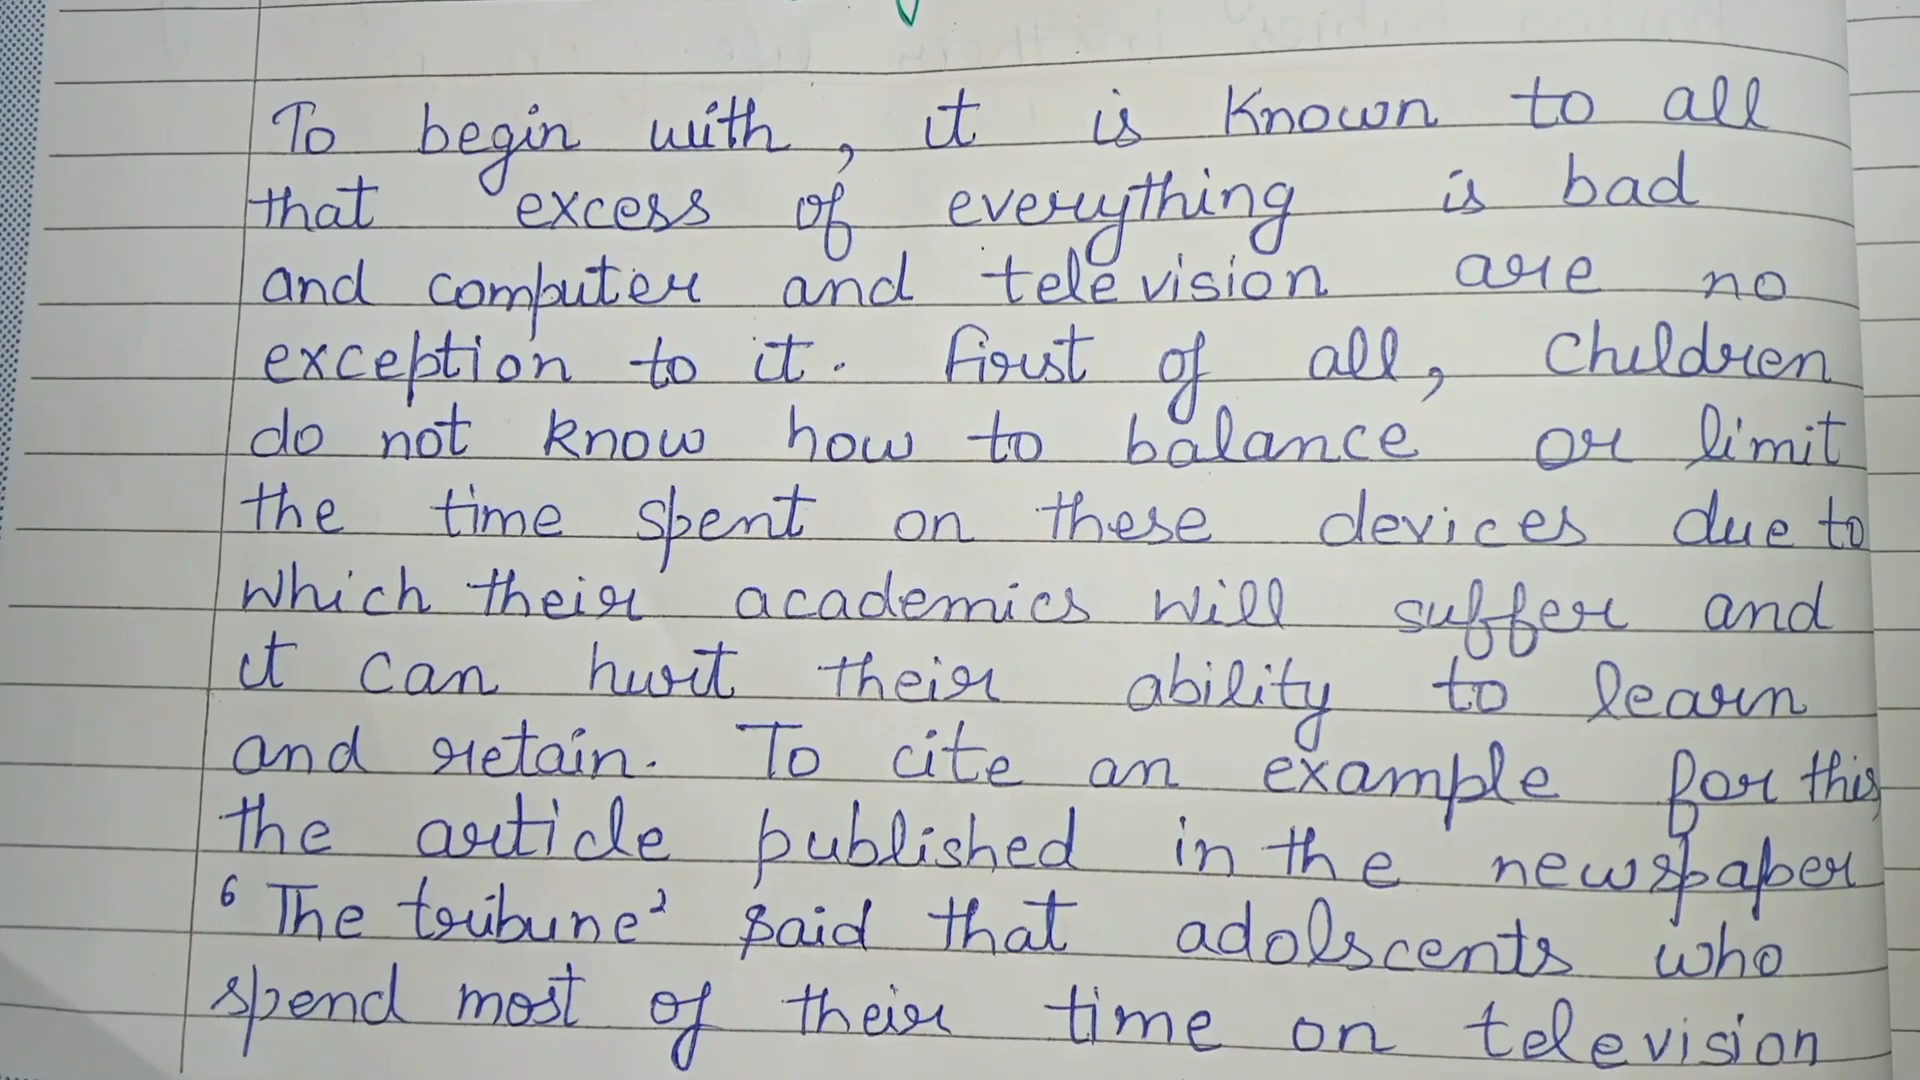 To begin with, it is known to all
that excess of everything is bad
and computer and television are no
exception to it. first of all, children
do not know how to balance or limit
the time spent on these devices due to
which their academics will suffer and
it can hurt their ability to learn
and retain. To cite an example for this
the article published in the newspaper
'The tribune' said that adolscents who
spend most of their time on television